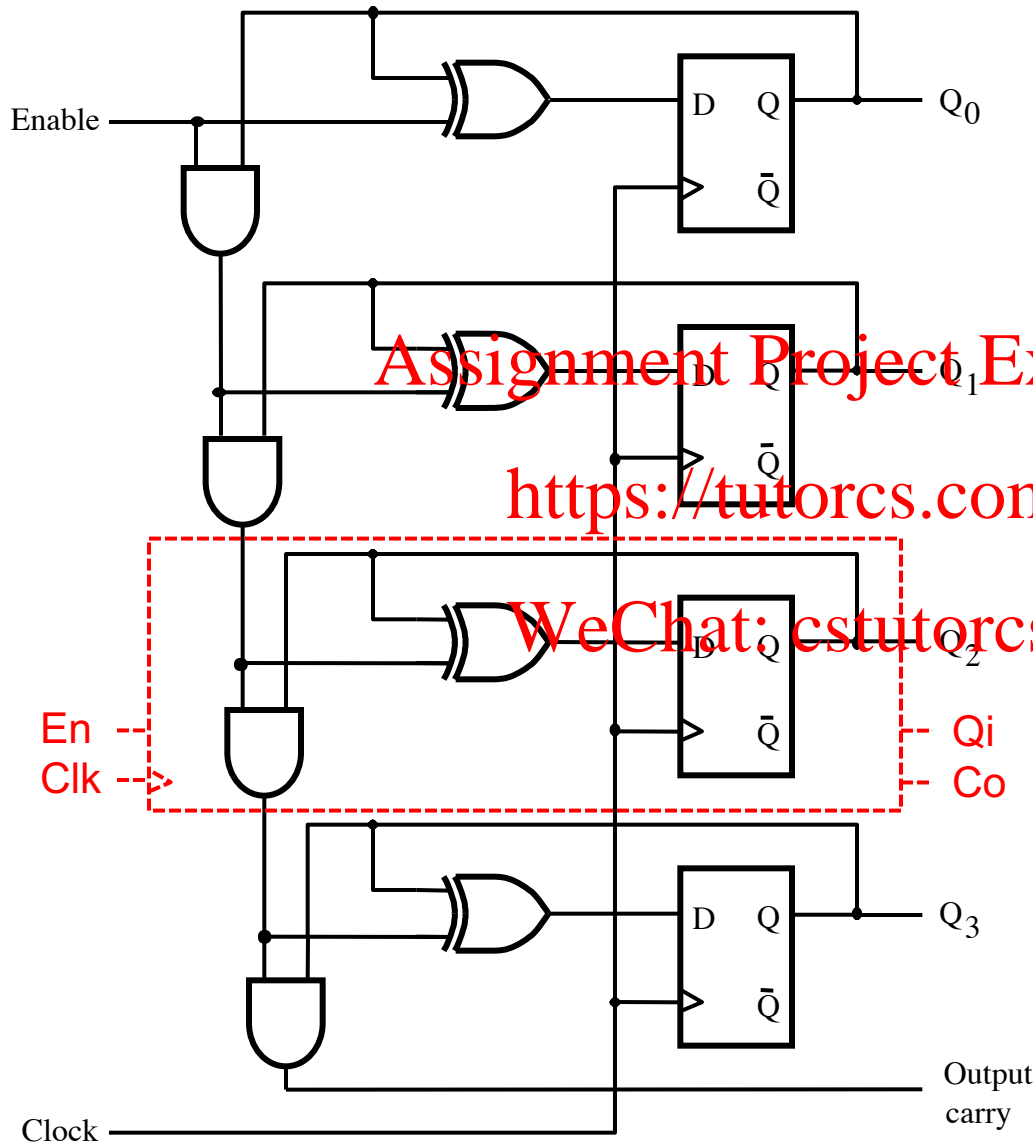 Enable
D Q Q0
Q̄
Assignment Project Ex
D Q Q1
Q̄
https://tutorcs.com
WeChat: cstutorcs
D Q Q2
Q̄
En
Clk
Qi
Co
D Q Q3
Q̄
Output
carry
Clock